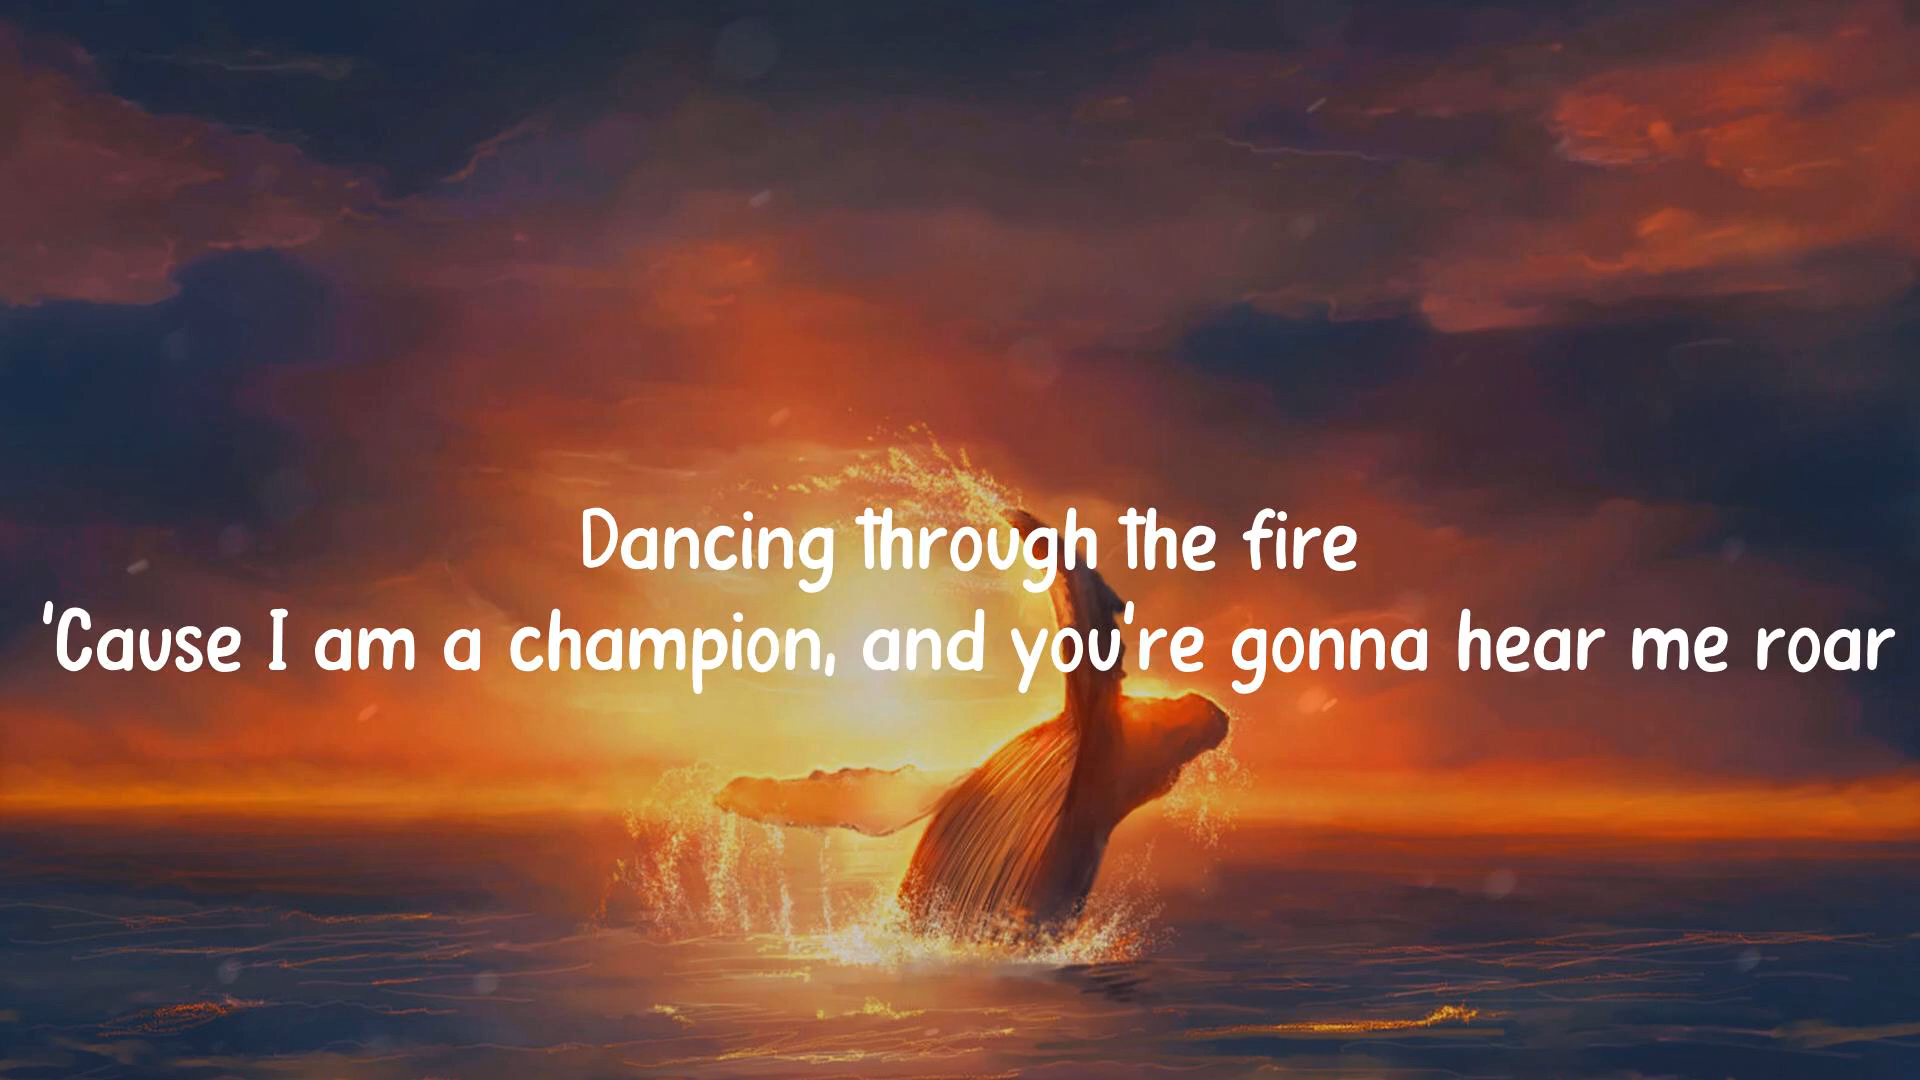 Dancing through the fire
'Cause I am a champion, and you're gonna hear me roar